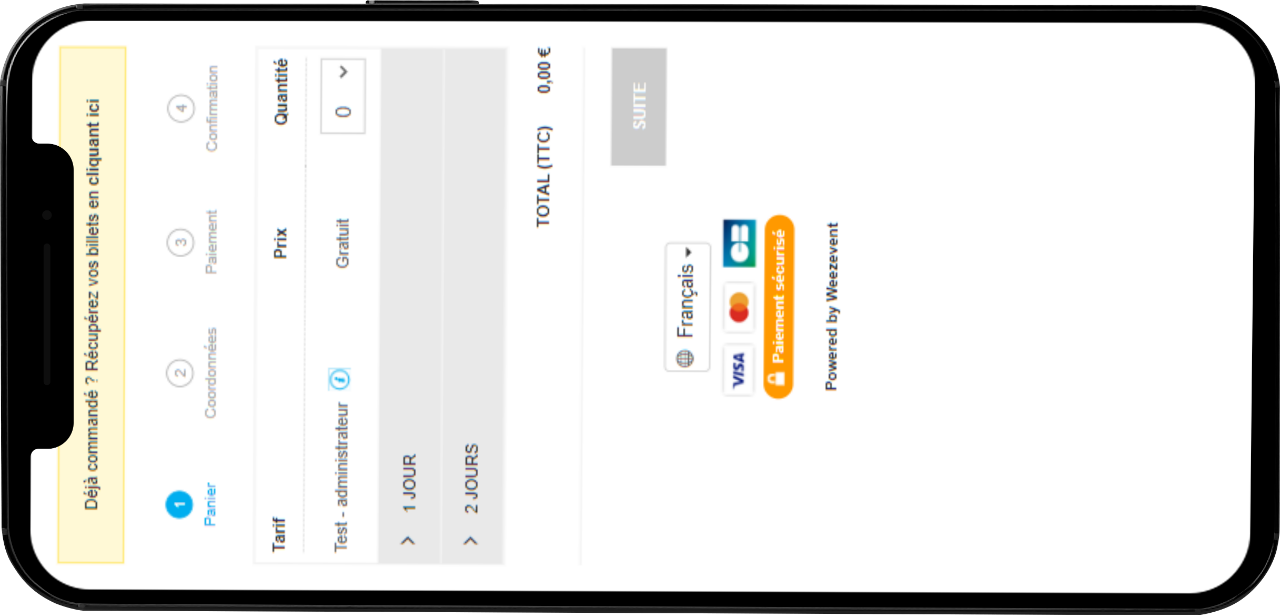 Déjà commandé ? Récupérez vos billets en cliquant ici
1 2 3 4
Panier Coordonnées Paiement Confirmation
Tarif Prix Quantité
Test - administrateur i Gratuit 0
> 1 JOUR
> 2 JOURS
TOTAL (TTC) 0,00 €
SUITE
Français
VISA CB
Paiement sécurisé
Powered by Weezevent